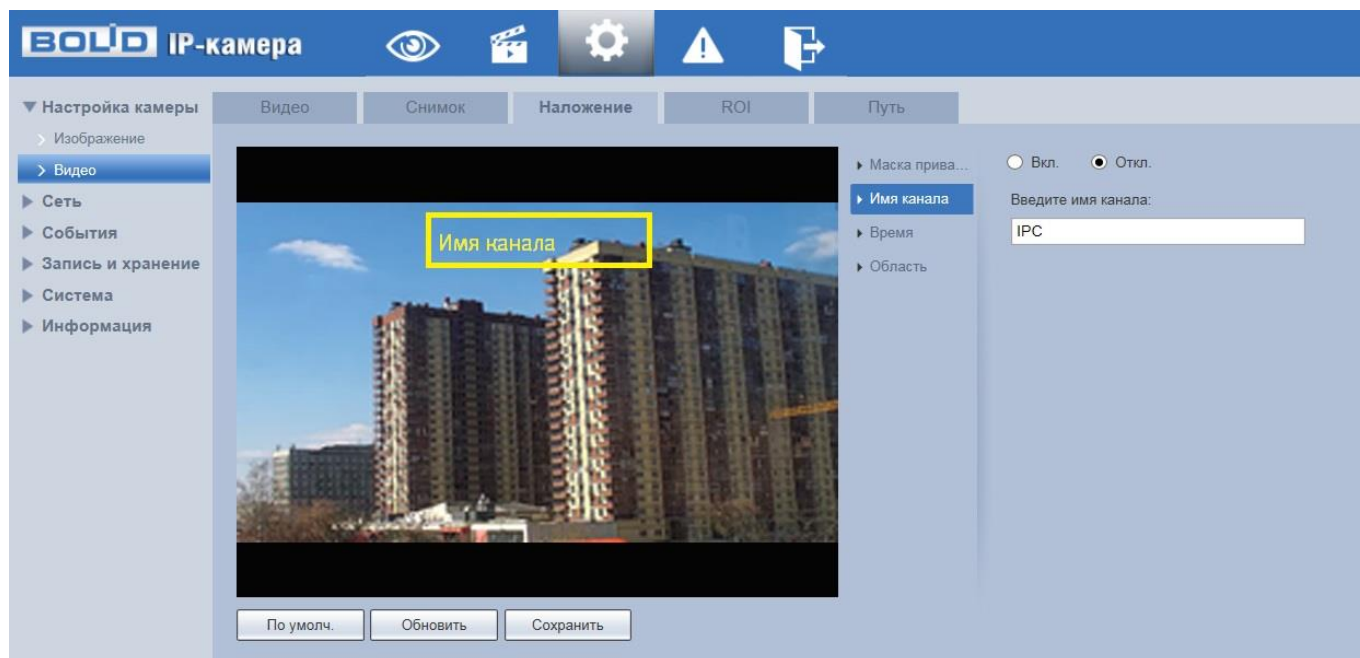 BOLID IP-камера
Настройка камеры
Изображение
Видео
Сеть
События
Запись и хранение
Система
Информация
Видео Снимок Наложение ROI Путь
Имя канала
Маска прива...
Имя канала
Время
Область
Вкл. Откл.
Введите имя канала:
IPC
По умолч. Обновить Сохранить